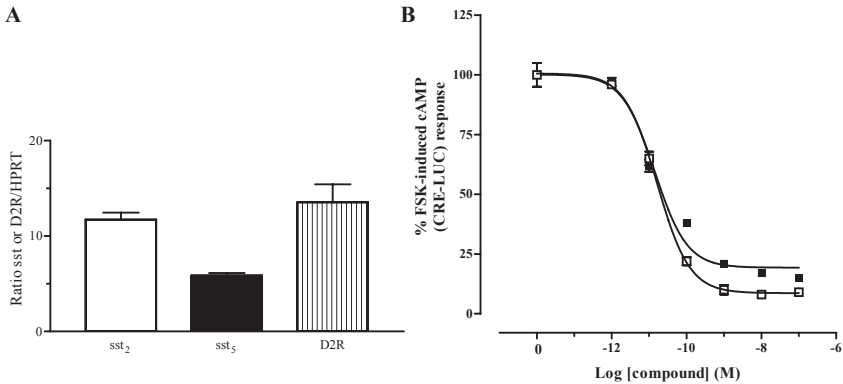 A
Ratio sst or D2R/HPRT
20
10
0
sst₂
sst₅
D2R
B
% FSK-induced cAMP
(CRE-LUC) response
125
100
75
50
25
0
0
-12
-10
-8
-6
Log [compound] (M)